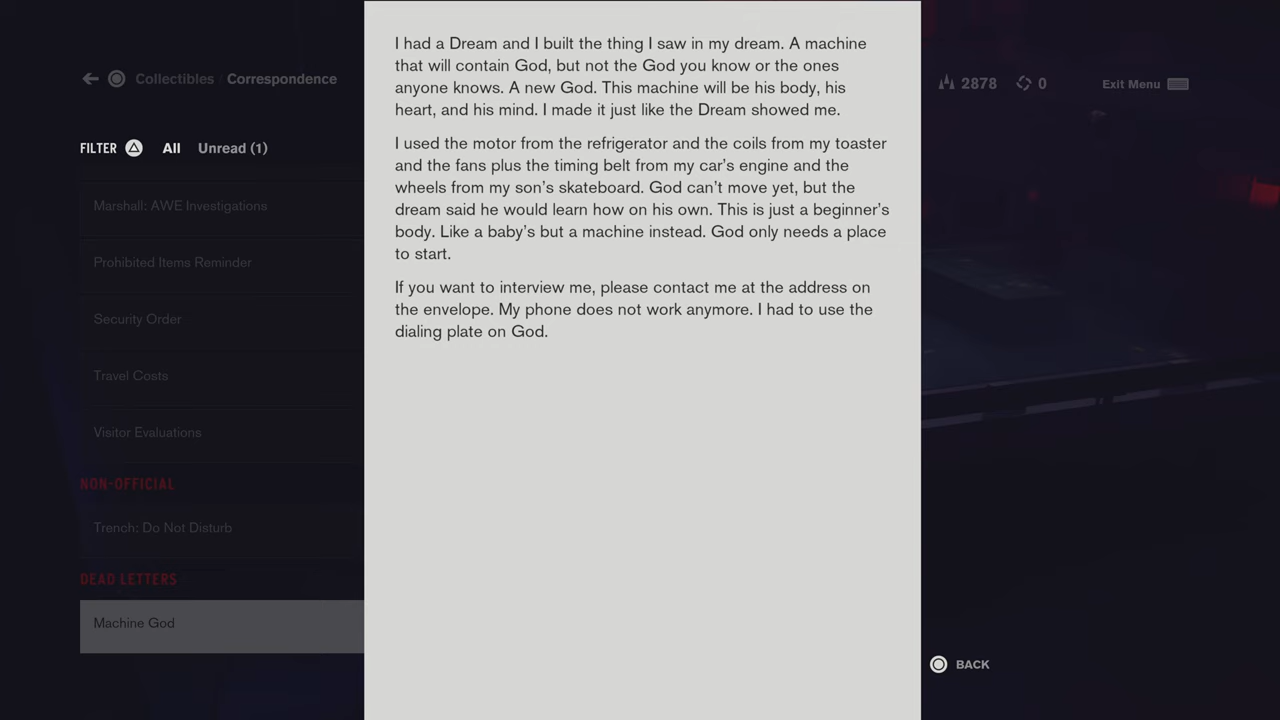 Collectibles / Correspondence
2878
0
Exit Menu
FILTER All Unread (1)
Marshall: AWE Investigations
Prohibited Items Reminder
Security Order
Travel Costs
Visitor Evaluations
NON-OFFICIAL
Trench: Do Not Disturb
DEAD LETTERS
Machine God
I had a Dream and I built the thing I saw in my dream. A machine
that will contain God, but not the God you know or the ones
anyone knows. A new God. This machine will be his body, his
heart, and his mind. I made it just like the Dream showed me.
I used the motor from the refrigerator and the coils from my toaster
and the fans plus the timing belt from my car's engine and the
wheels from my son's skateboard. God can't move yet, but the
dream said he would learn how on his own. This is just a beginner's
body. Like a baby's but a machine instead. God only needs a place
to start.
If you want to interview me, please contact me at the address on
the envelope. My phone does not work anymore. I had to use the
dialing plate on God.
BACK